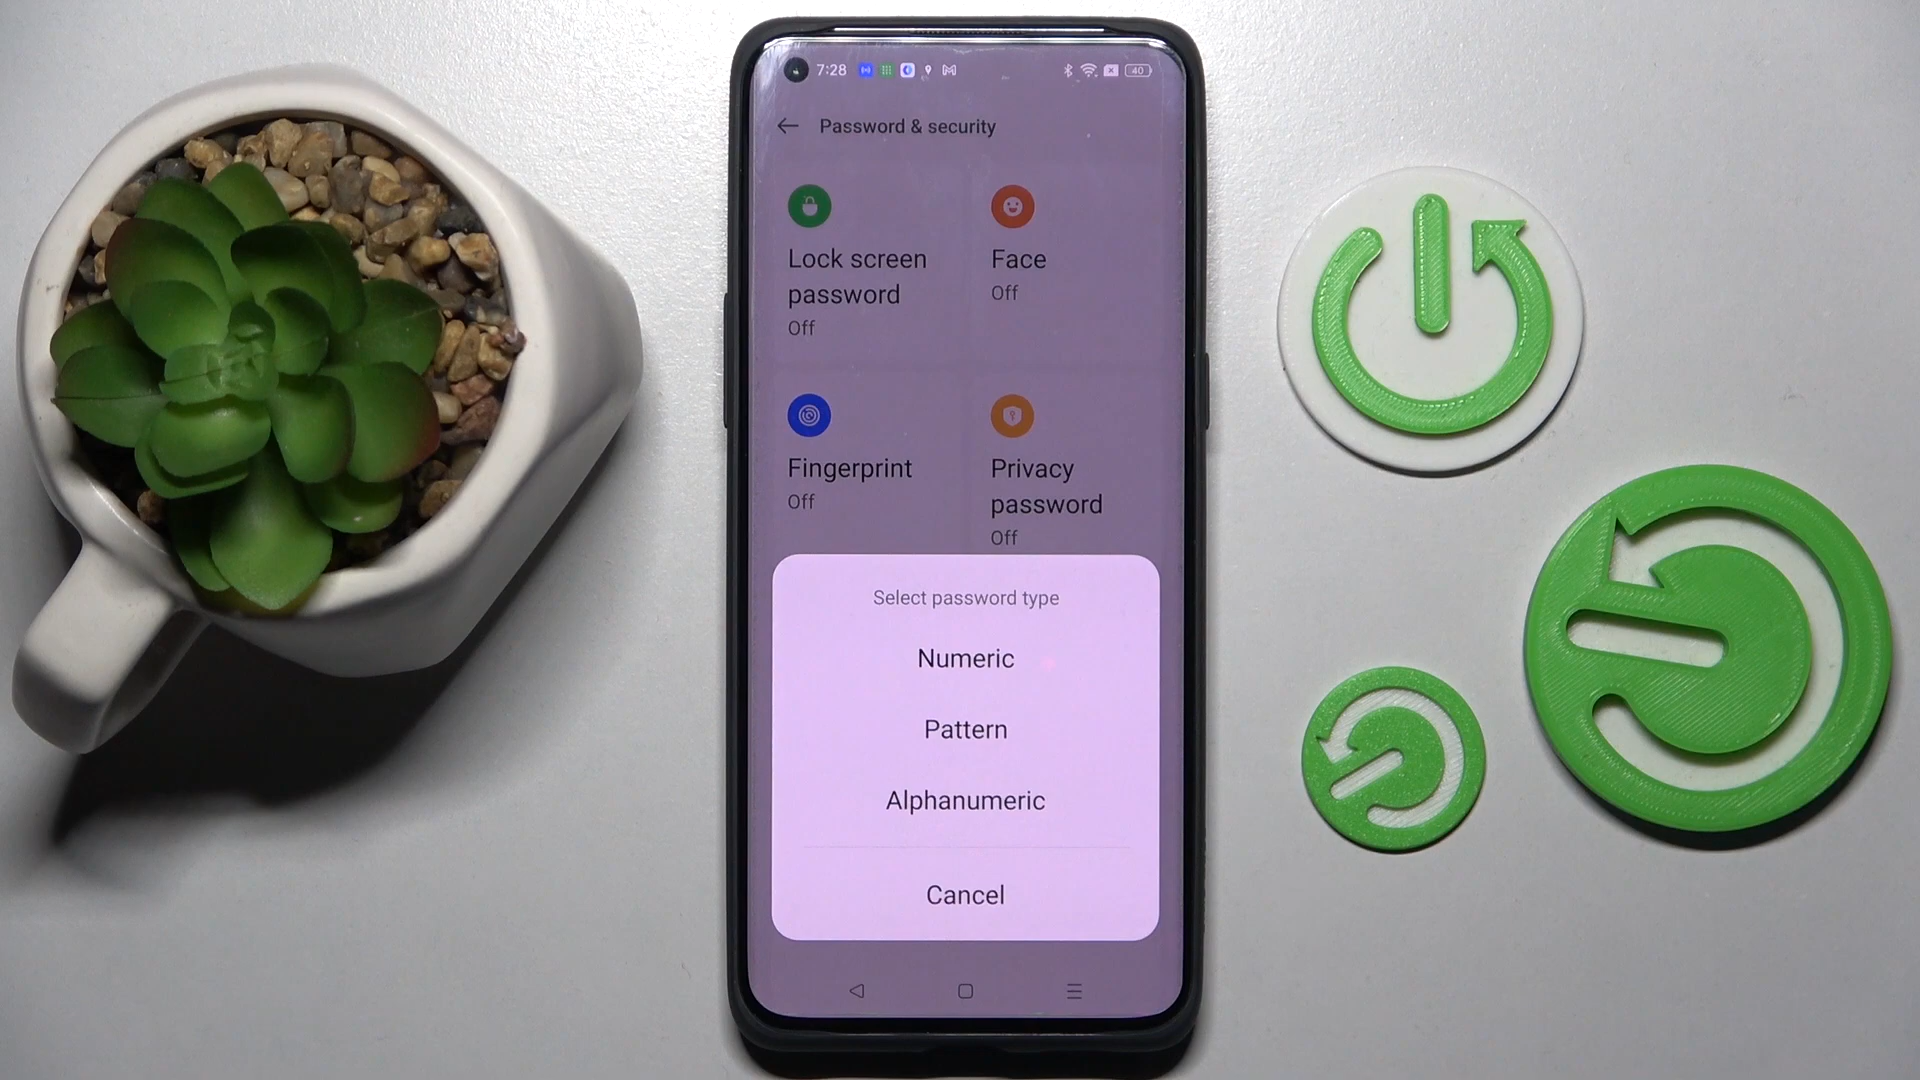 7:28
40
Password & security
Lock screen
password
Off
Face
Off
Fingerprint
Off
Privacy
password
Off
Select password type
Numeric
Pattern
Alphanumeric
Cancel